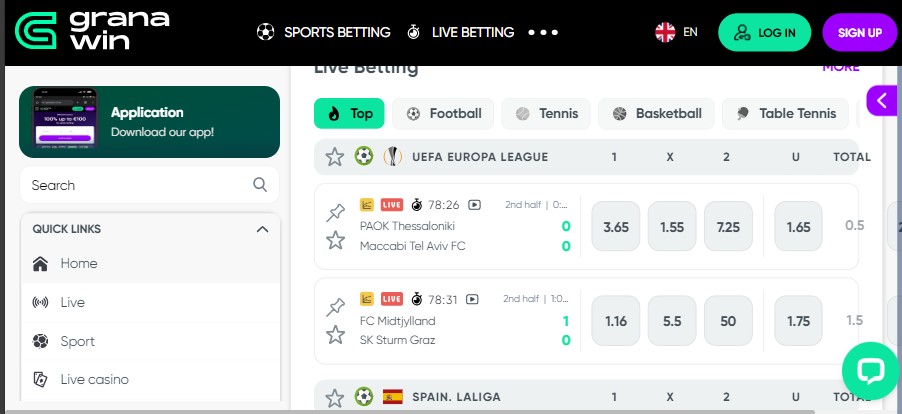 grana
win
SPORTS BETTING
LIVE BETTING
EN
LOG IN
SIGN UP
Application
Download our app!
Search
QUICK LINKS
Home
Live
Sport
Live casino
Live Betting
MORE
Top
Football
Tennis
Basketball
Table Tennis
UEFA EUROPA LEAGUE 1 X 2 U TOTAL
LIVE 78:26 2nd half | 0:...
PAOK Thessaloniki 0
Maccabi Tel Aviv FC 0
3.65 1.55 7.25 1.65 0.5
LIVE 78:31 2nd half | 1:0...
FC Midtjylland 1
SK Sturm Graz 0
1.16 5.5 50 1.75 1.5
SPAIN. LALIGA 1 X 2 U TOTAL